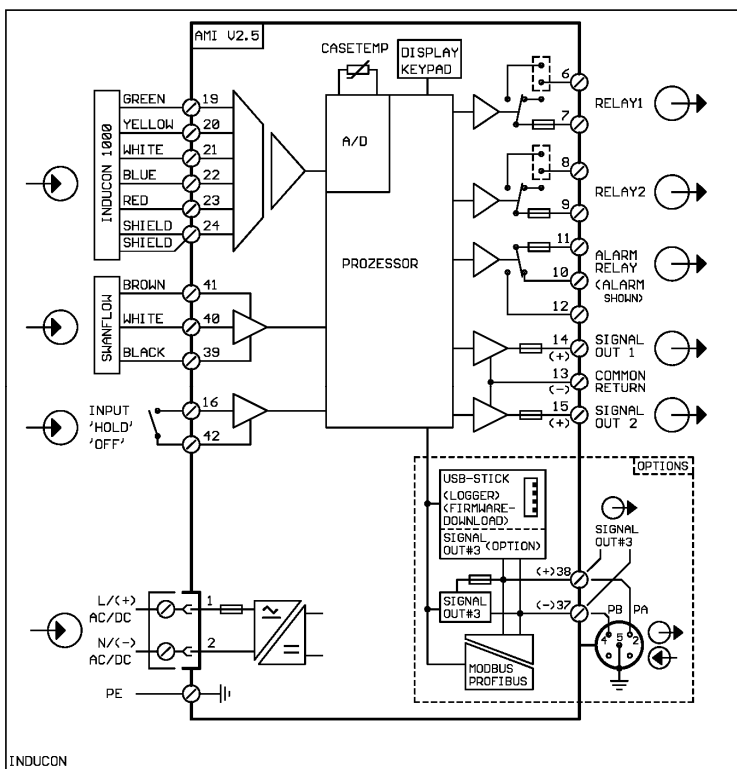 AMI V2.5
CASETEMP
DISPLAY
KEYPAD
A/D
PROZESSOR
INDUCON 1000
GREEN 19
YELLOW 20
WHITE 21
BLUE 22
RED 23
SHIELD 24
SHIELD
SWANFLOW
BROWN 41
WHITE 40
BLACK 39
INPUT
'HOLD'
'OFF'
16
42
L/(+)
AC/DC
1
N/(-)
AC/DC
2
PE
6
RELAY1
7
8
RELAY2
9
11
10
12
ALARM
RELAY
(ALARM
SHOWN)
14
(+)
SIGNAL
OUT 1
13
(-)
COMMON
RETURN
15
(+)
SIGNAL
OUT 2
OPTIONS
USB-STICK
(LOGGER)
(FIRMWARE-
DOWNLOAD)
SIGNAL
OUT#3 (OPTION)
SIGNAL
OUT#3
(+)38
SIGNAL
OUT#3
(-)37
PB PA
4 5 2
MODBUS
PROFIBUS
INDUCON